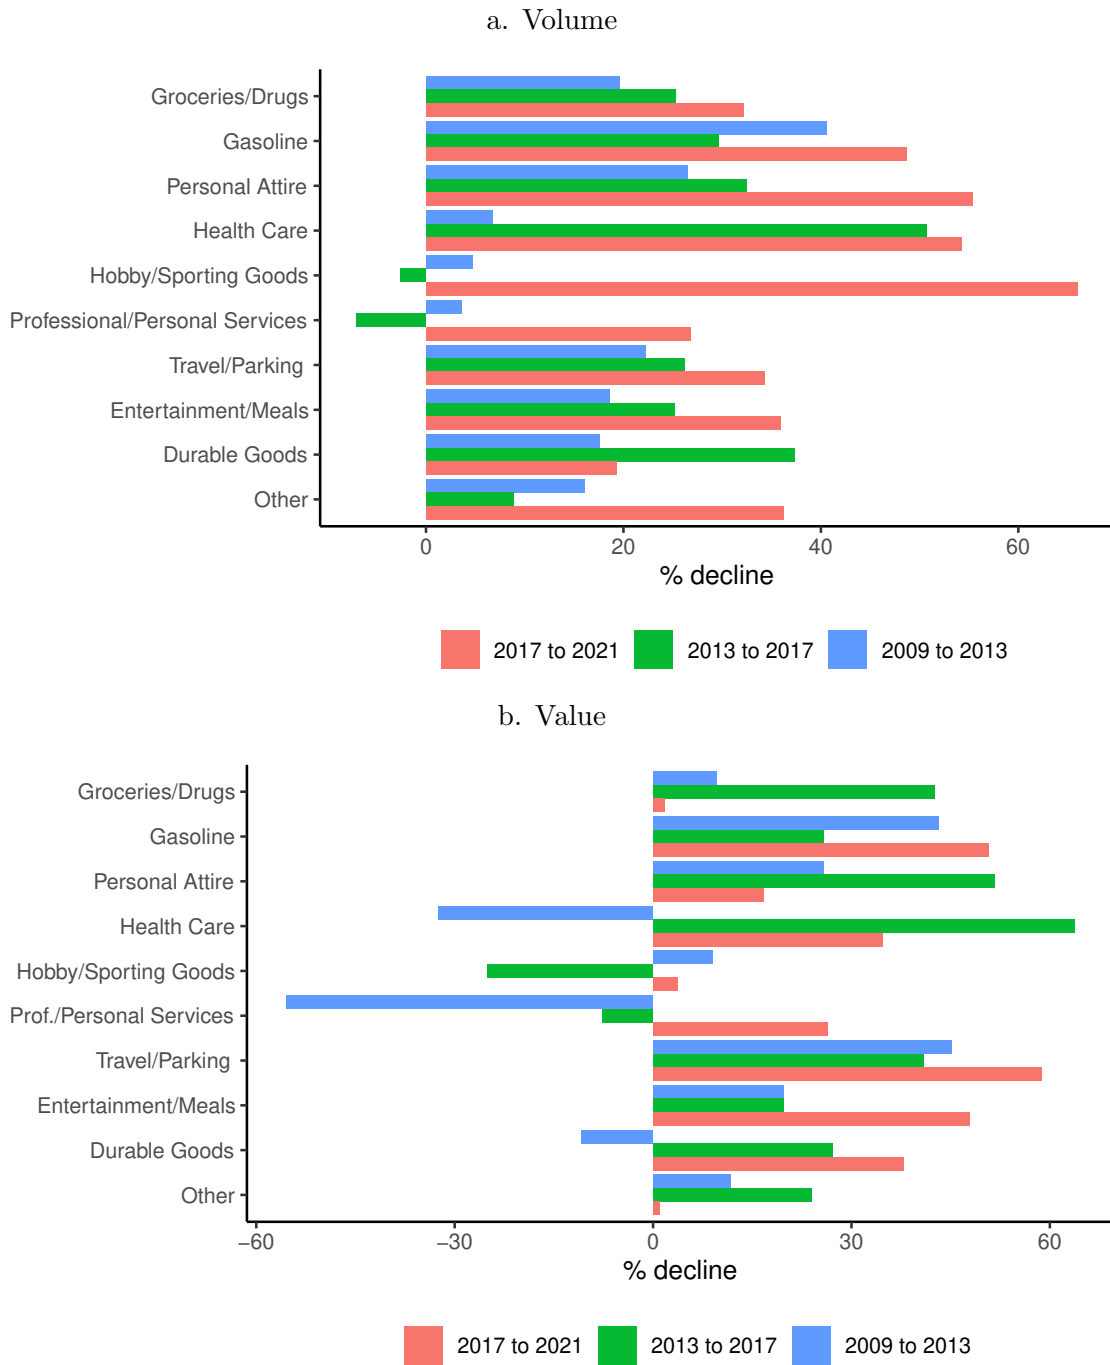 a. Volume
Groceries/Drugs
Gasoline
Personal Attire
Health Care
Hobby/Sporting Goods
Professional/Personal Services
Travel/Parking
Entertainment/Meals
Durable Goods
Other
0 20 40 60
% decline
2017 to 2021 2013 to 2017 2009 to 2013
b. Value
Groceries/Drugs
Gasoline
Personal Attire
Health Care
Hobby/Sporting Goods
Prof./Personal Services
Travel/Parking
Entertainment/Meals
Durable Goods
Other
−60 −30 0 30 60
% decline
2017 to 2021 2013 to 2017 2009 to 2013